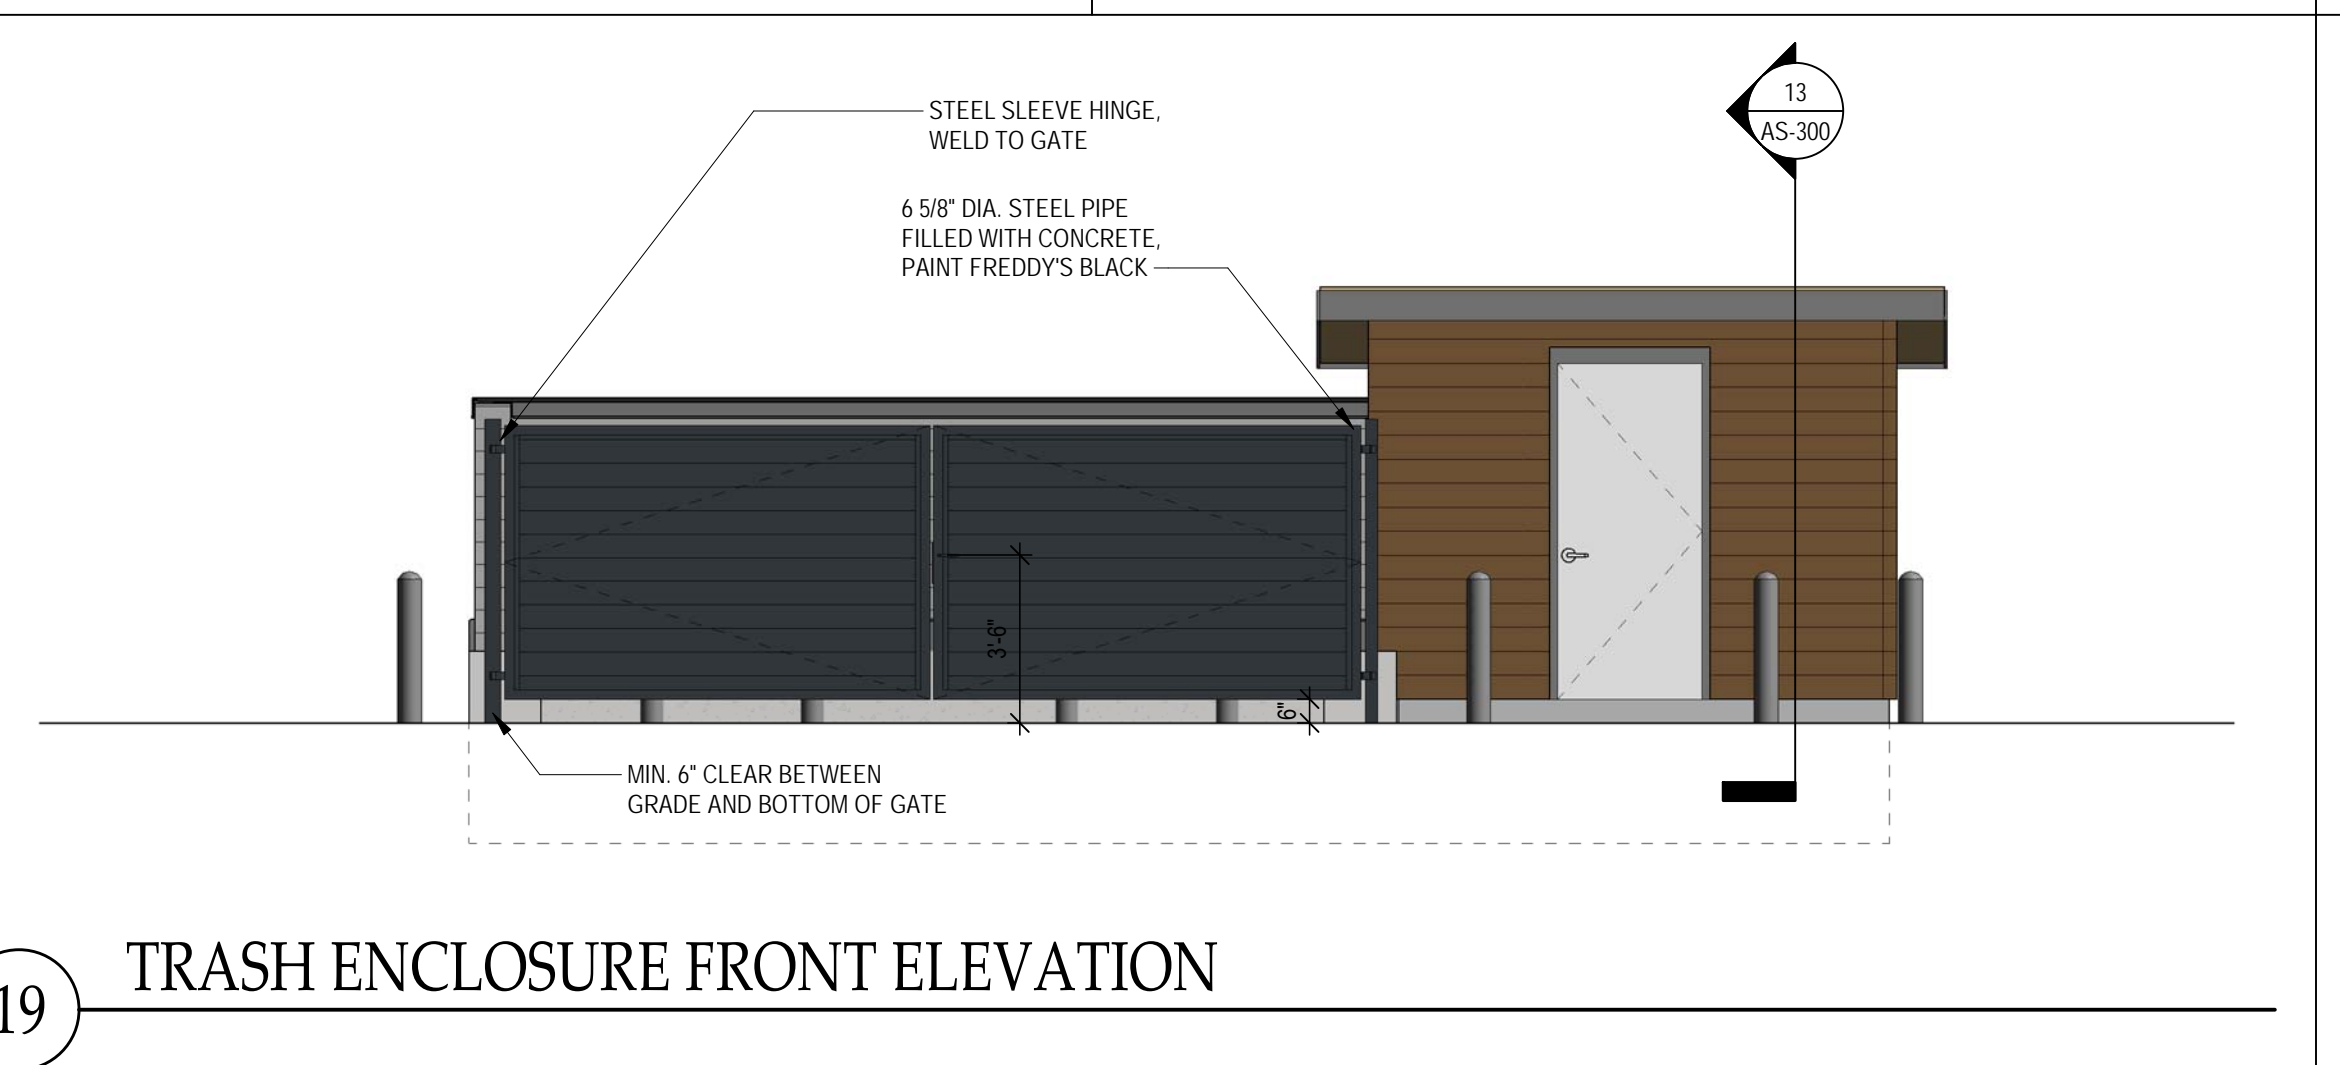 13
AS-300
STEEL SLEEVE HINGE,
WELD TO GATE
6 5/8" DIA. STEEL PIPE
FILLED WITH CONCRETE,
PAINT FREDDY'S BLACK
3'-6"
6"
MIN. 6" CLEAR BETWEEN
GRADE AND BOTTOM OF GATE
TRASH ENCLOSURE FRONT ELEVATION
19